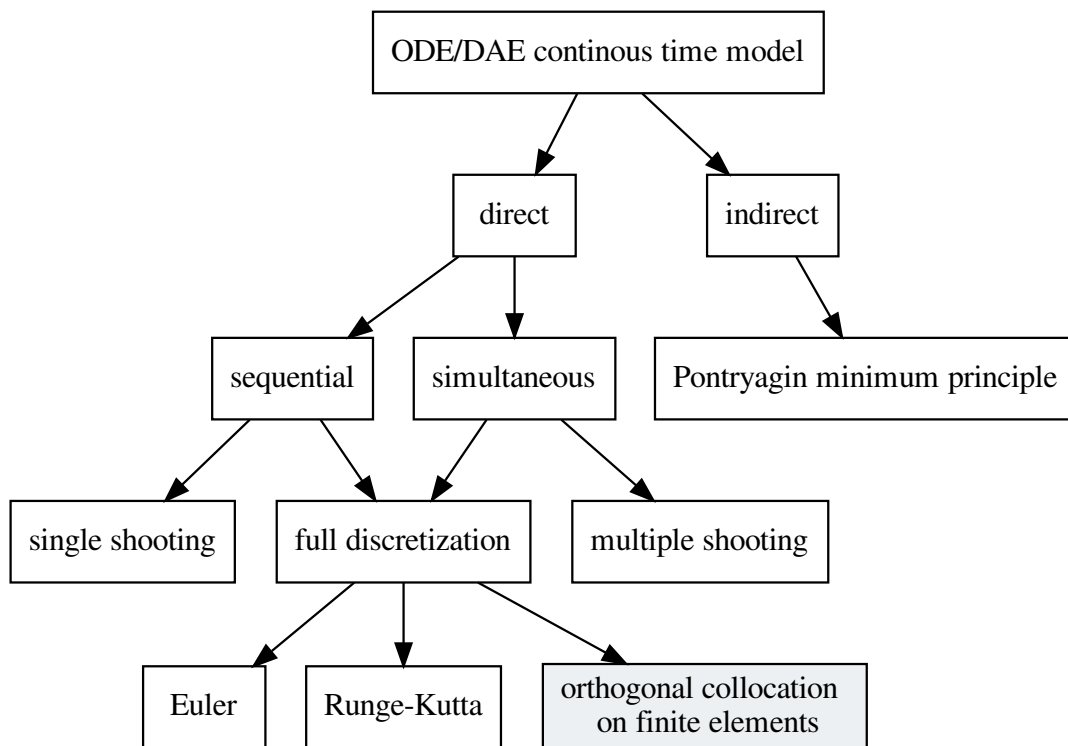 ODE/DAE continous time model
direct
indirect
sequential
simultaneous
Pontryagin minimum principle
single shooting
full discretization
multiple shooting
Euler
Runge-Kutta
orthogonal collocation
on finite elements